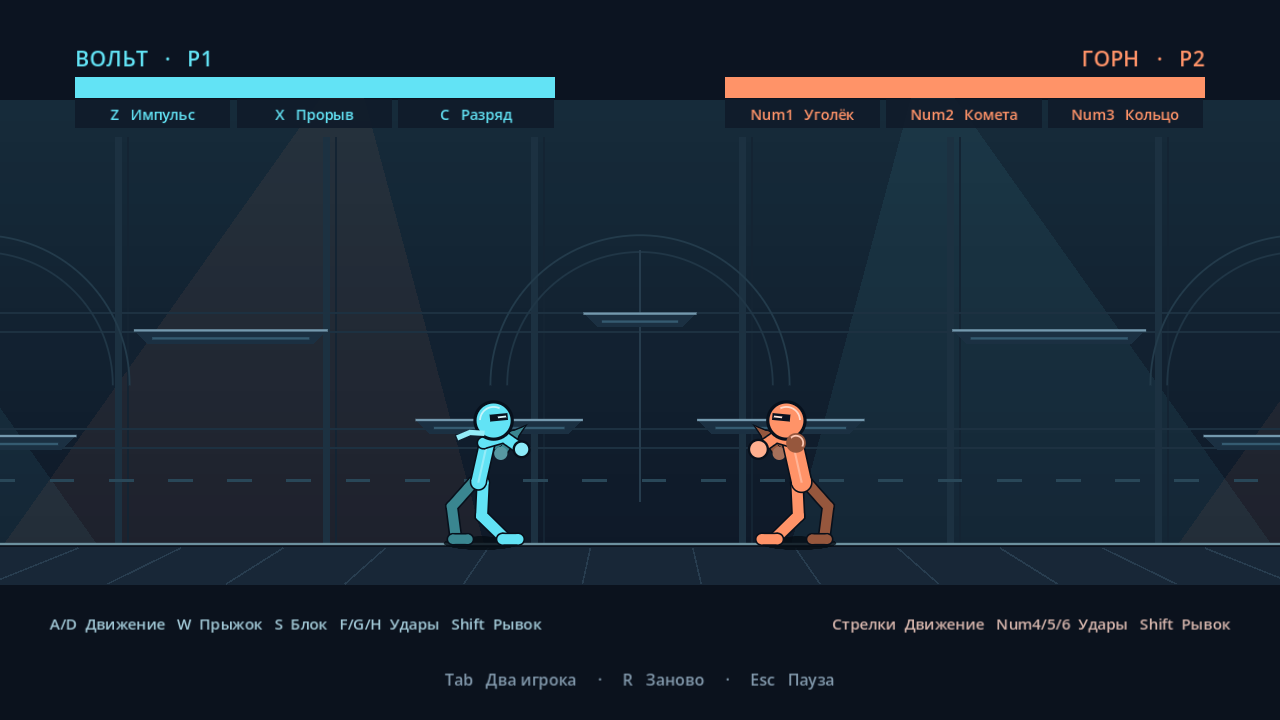 ВОЛЬТ · P1
ГОРН · P2
Z Импульс
X Прорыв
C Разряд
Num1 Уголёк
Num2 Комета
Num3 Кольцо
A/D Движение W Прыжок S Блок F/G/H Удары Shift Рывок
Стрелки Движение Num4/5/6 Удары Shift Рывок
Tab Два игрока · R Заново · Esc Пауза